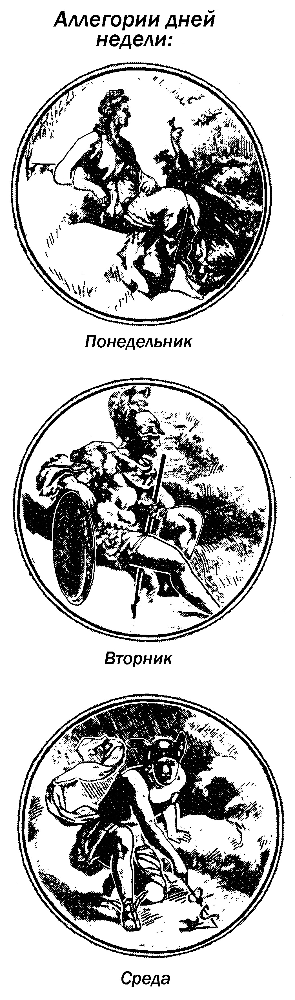 Аллегории дней
недели:
Понедельник
Вторник
Среда